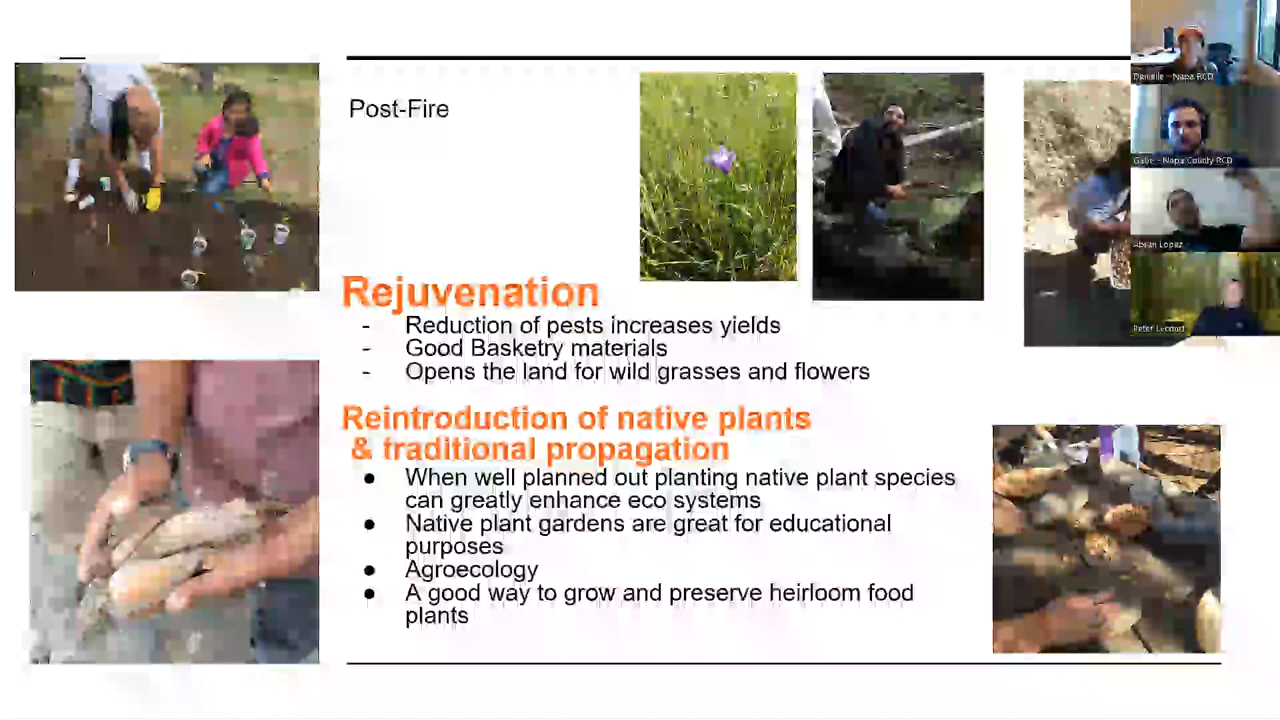 Post-Fire
Rejuvenation
- Reduction of pests increases yields
- Good Basketry materials
- Opens the land for wild grasses and flowers
Reintroduction of native plants
& traditional propagation
● When well planned out planting native plant species
can greatly enhance eco systems
● Native plant gardens are great for educational
purposes
● Agroecology
● A good way to grow and preserve heirloom food
plants
Danielle - Napa RCD
Gabe - Napa County RCD
Lopez
Peter